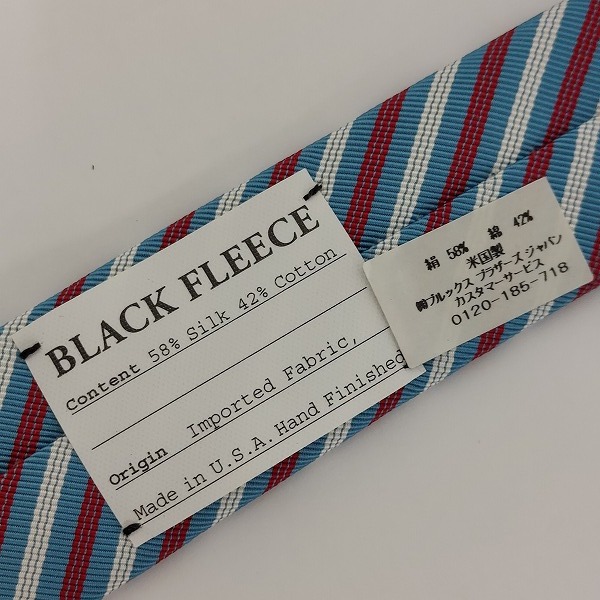 BLACK FLEECE
Content 58% Silk 42% Cotton
Origin Imported Fabric,
Made in U.S.A. Hand Finished
絹 58% 綿 42%
米国製
㈱ブルックス ブラザーズ ジャパン
カスタマーサービス
0120-185-718